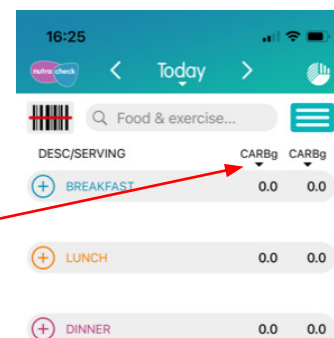 16:25
nutra check < Today >
Food & exercise...
DESC/SERVING CARBg CARBg
BREAKFAST 0.0 0.0
LUNCH 0.0 0.0
DINNER 0.0 0.0